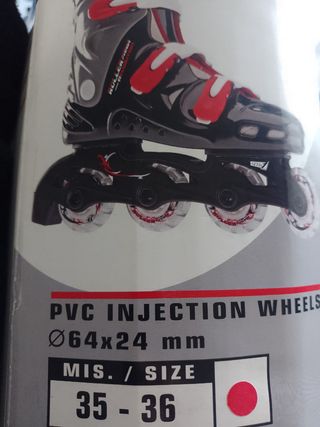 PVC INJECTION WHEELS
Ø64x24 mm
MIS. / SIZE
35 - 36